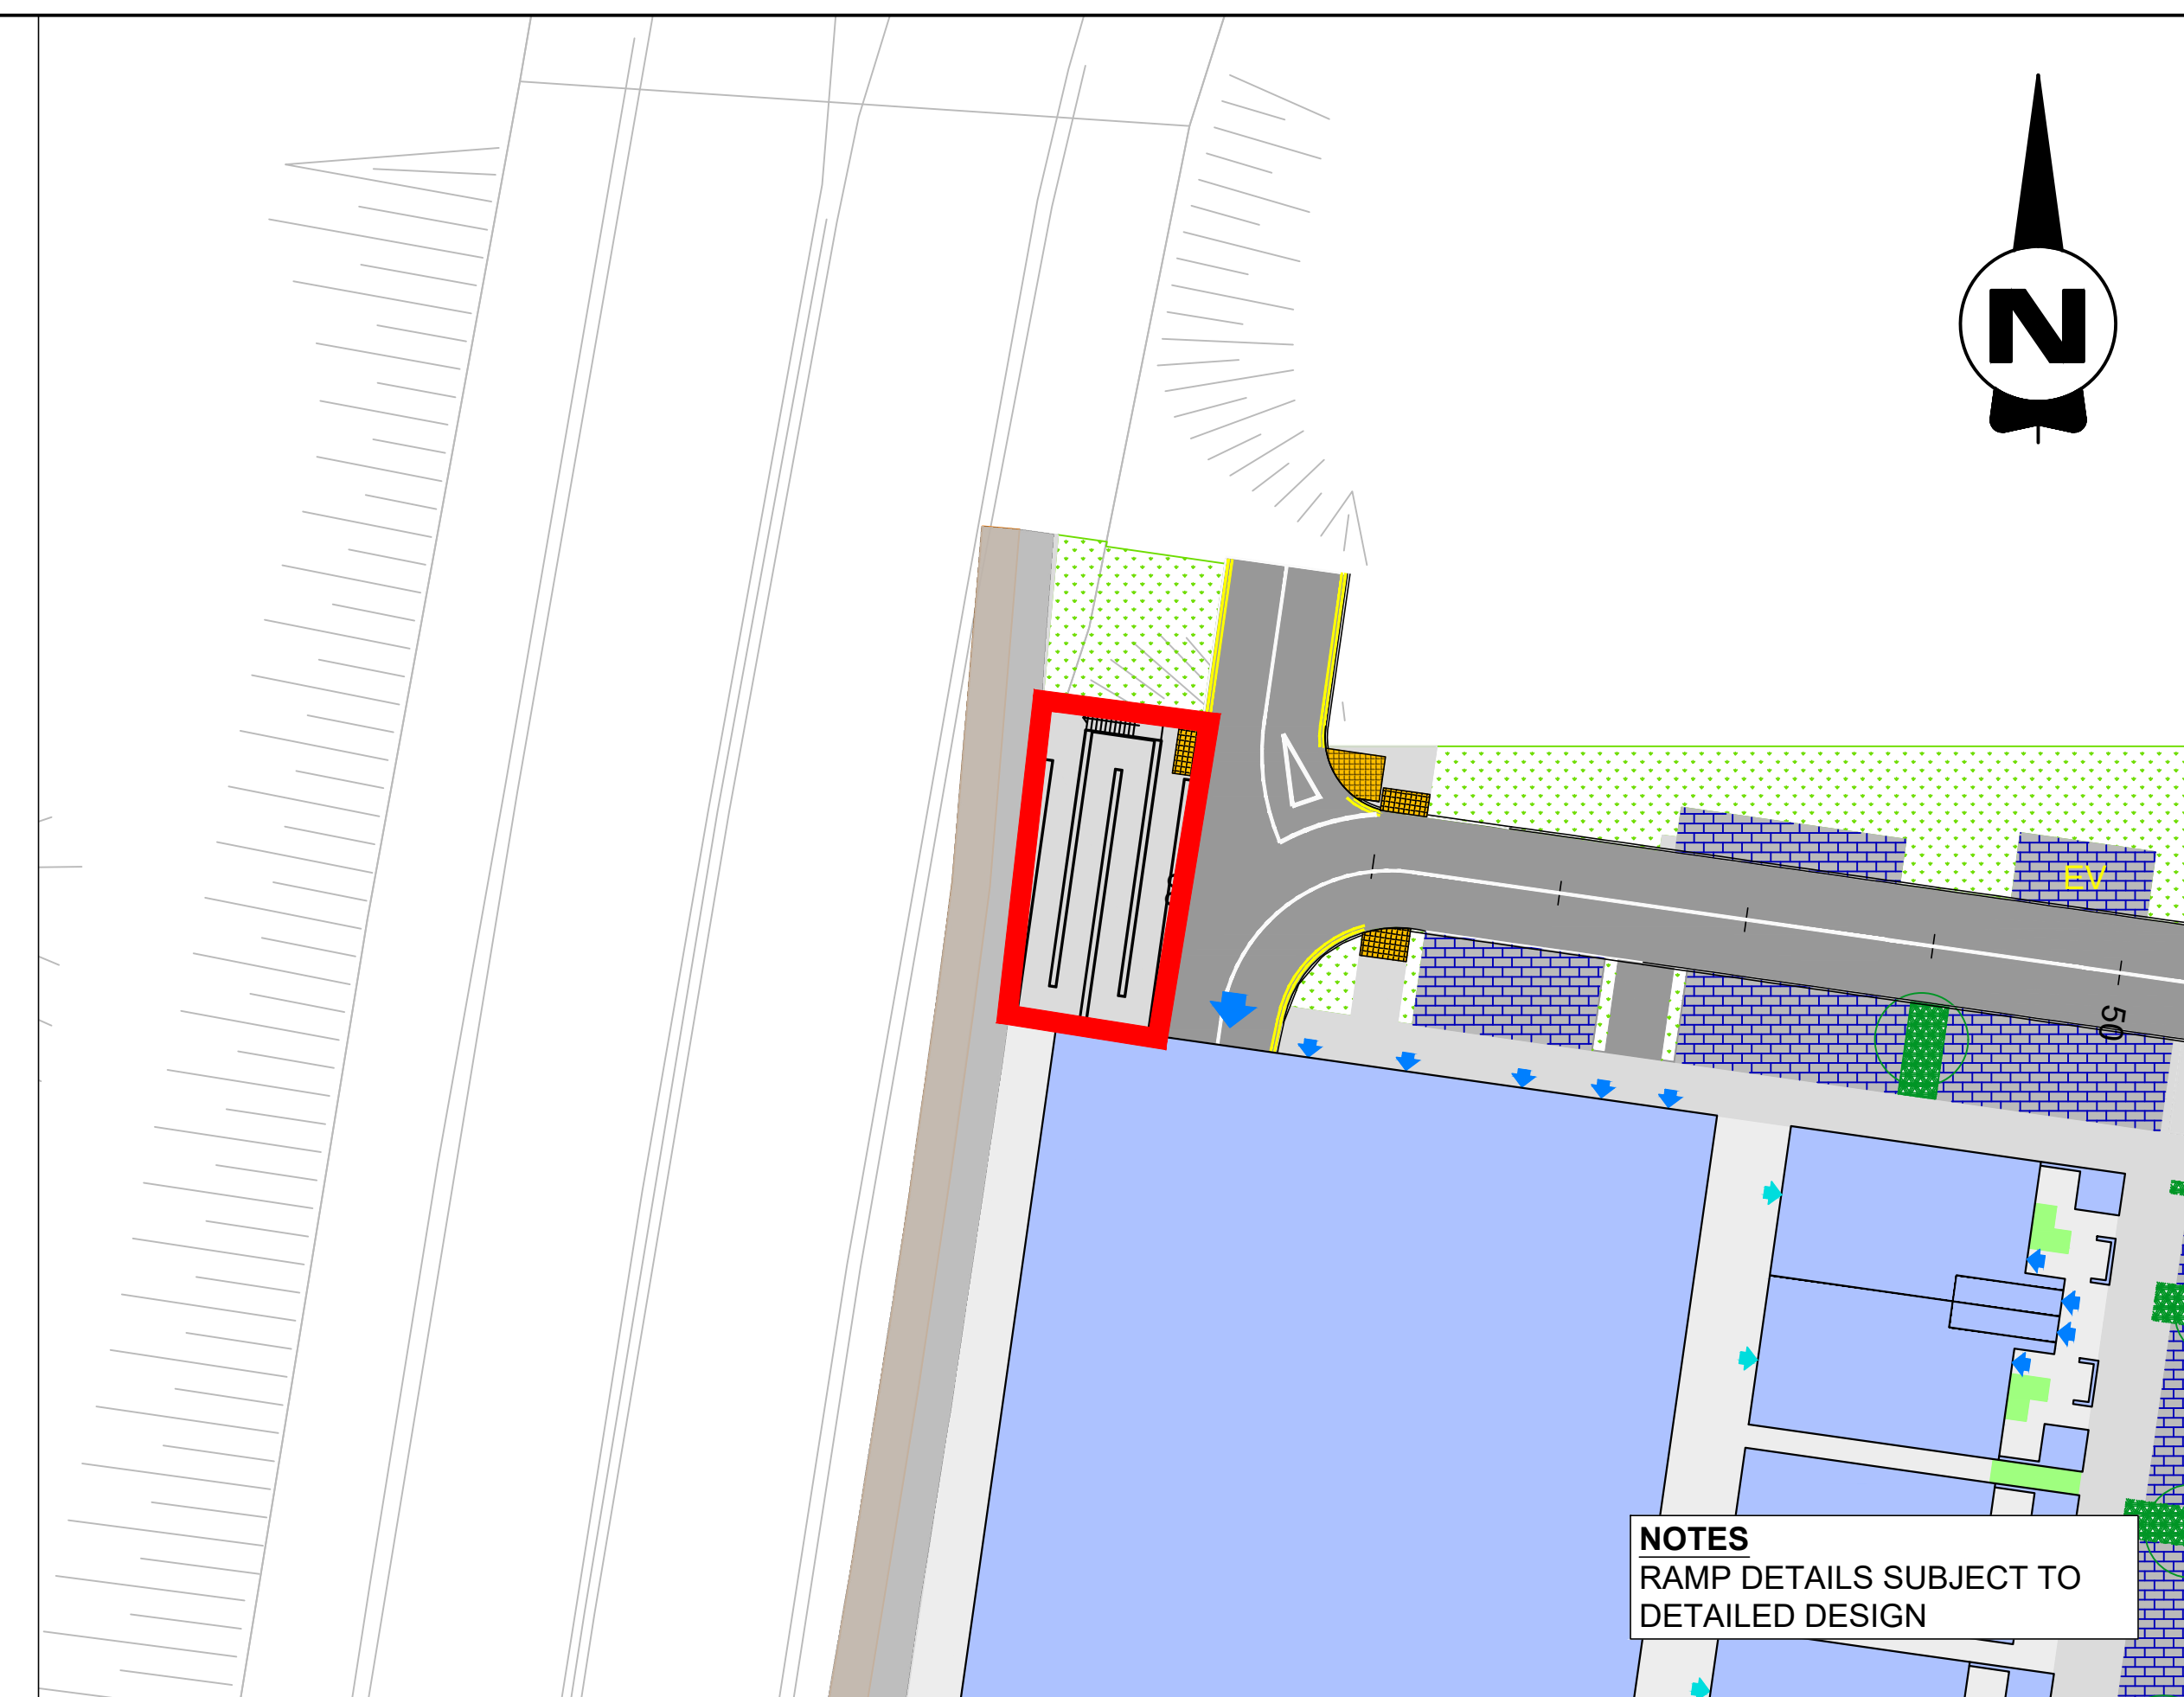 N
EV
50
NOTES
RAMP DETAILS SUBJECT TO
DETAILED DESIGN